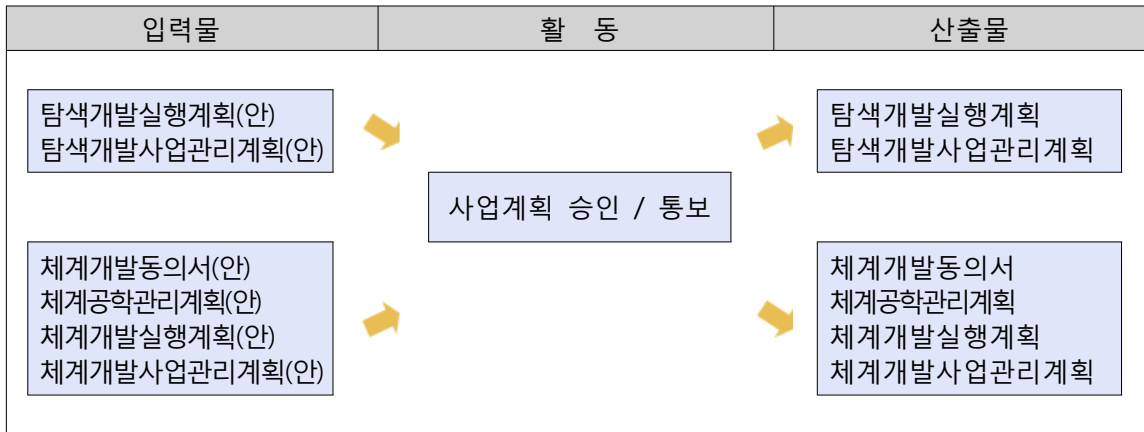 입력물
활 동
산출물
탐색개발실행계획(안)
탐색개발사업관리계획(안)
사업계획 승인 / 통보
탐색개발실행계획
탐색개발사업관리계획
체계개발동의서(안)
체계공학관리계획(안)
체계개발실행계획(안)
체계개발사업관리계획(안)
체계개발동의서
체계공학관리계획
체계개발실행계획
체계개발사업관리계획